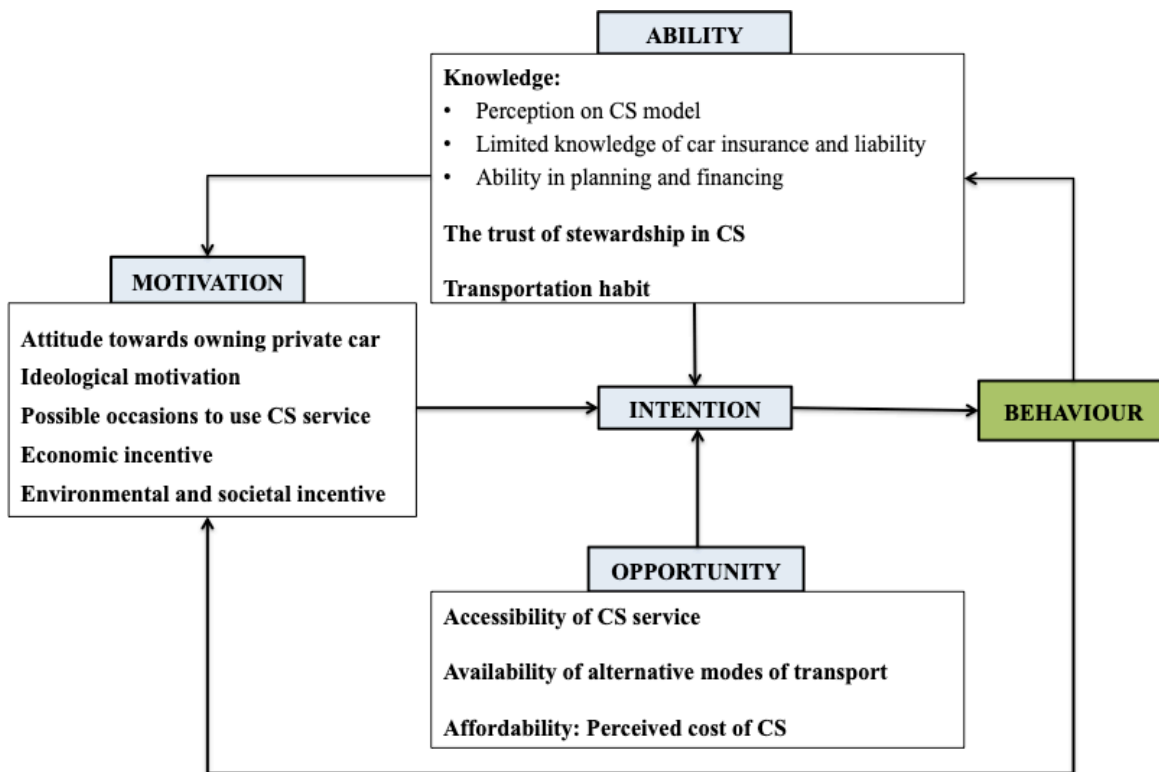 ABILITY
Knowledge:
• Perception on CS model
• Limited knowledge of car insurance and liability
• Ability in planning and financing
The trust of stewardship in CS
Transportation habit
MOTIVATION
Attitude towards owning private car
Ideological motivation
Possible occasions to use CS service
Economic incentive
Environmental and societal incentive
INTENTION
BEHAVIOUR
OPPORTUNITY
Accessibility of CS service
Availability of alternative modes of transport
Affordability: Perceived cost of CS